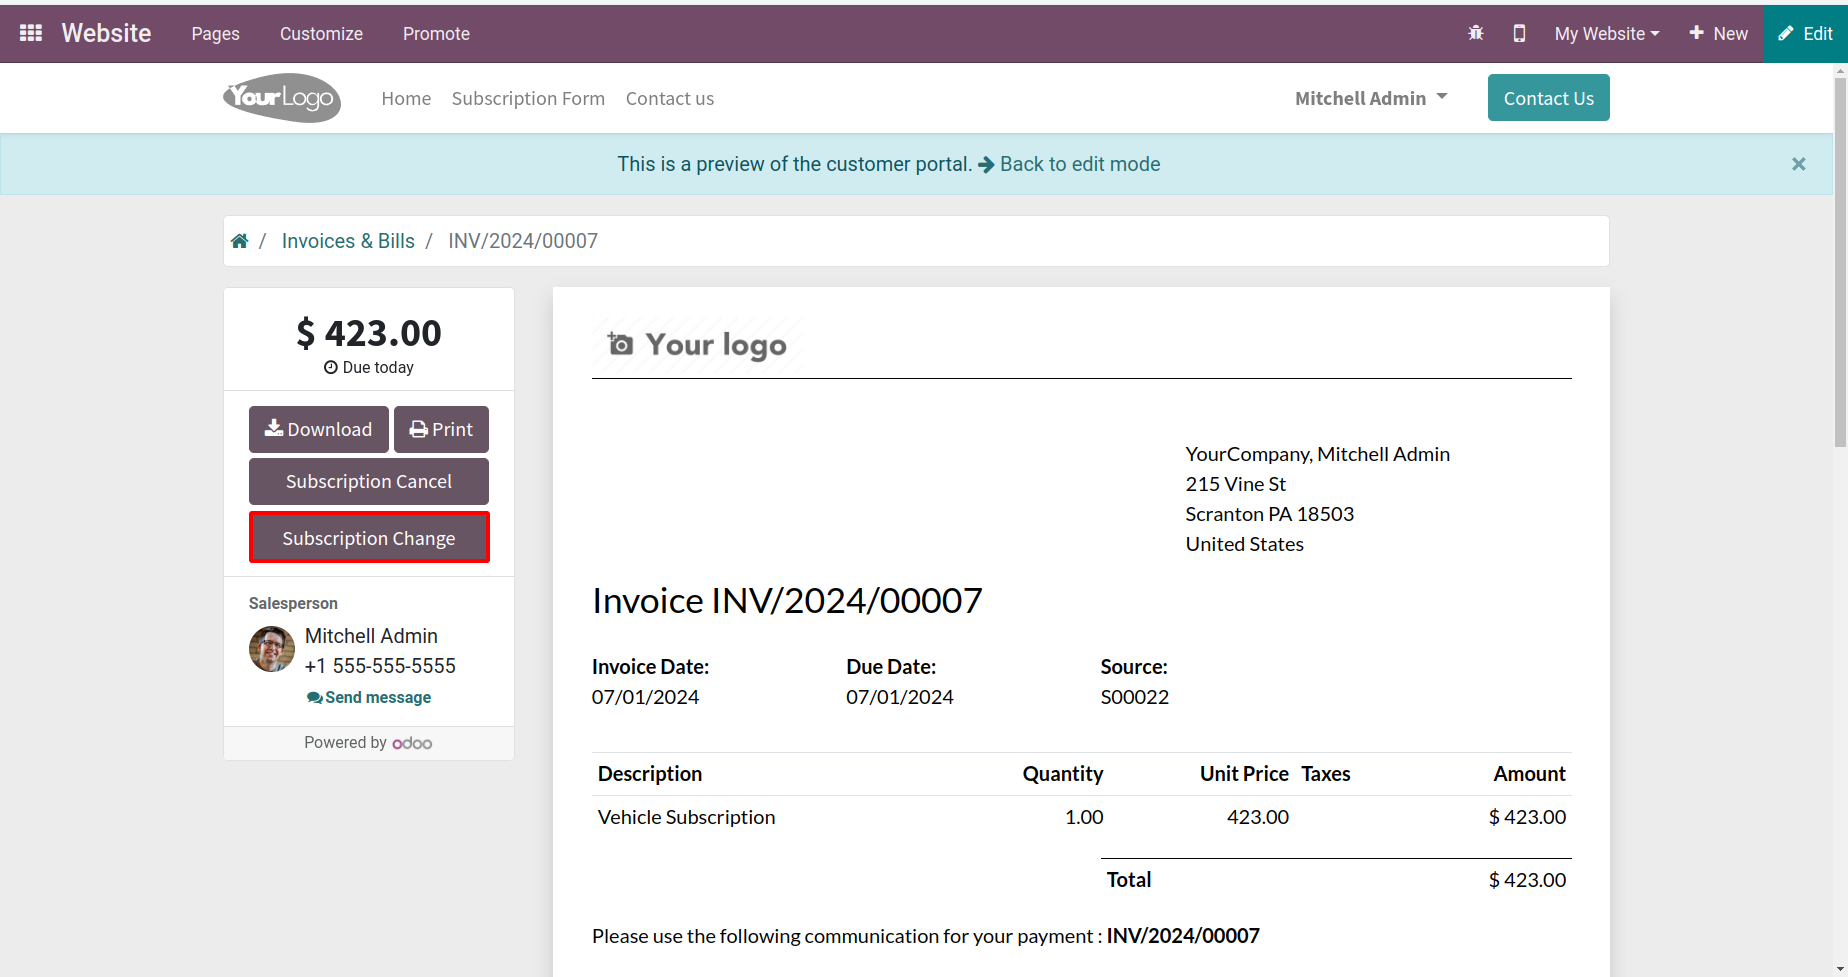 Website Pages Customize Promote My Website New Edit
YourLogo Home Subscription Form Contact us Mitchell Admin Contact Us
This is a preview of the customer portal. Back to edit mode
/ Invoices & Bills / INV/2024/00007
$ 423.00
Due today
Download Print
Subscription Cancel
Subscription Change
Salesperson
Mitchell Admin
+1 555-555-5555
Send message
Powered by odoo
Your logo
YourCompany, Mitchell Admin
215 Vine St
Scranton PA 18503
United States
Invoice INV/2024/00007
Invoice Date: Due Date: Source:
07/01/2024 07/01/2024 S00022
Description Quantity Unit Price Taxes Amount
Vehicle Subscription 1.00 423.00 $ 423.00
Total $ 423.00
Please use the following communication for your payment : INV/2024/00007